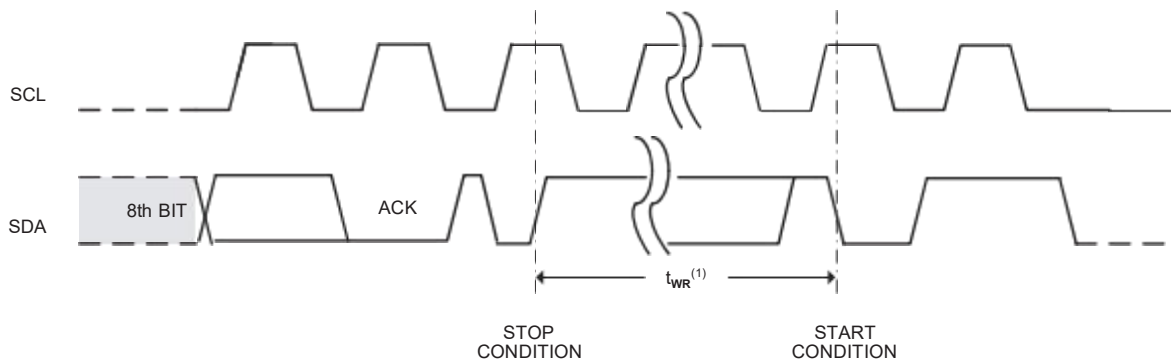 SCL
8th BIT
ACK
SDA
tWR(1)
STOP
CONDITION
START
CONDITION